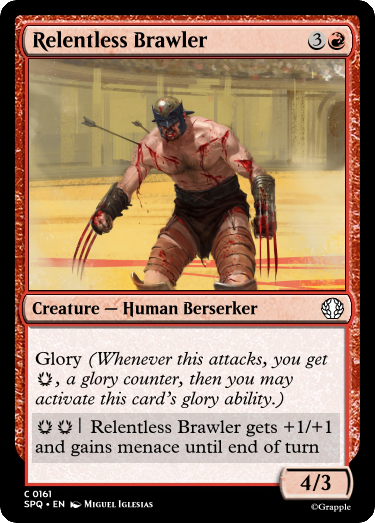 Relentless Brawler 3
Creature — Human Berserker
Glory (Whenever this attacks, you get
, a glory counter, then you may
activate this card's glory ability.)
| Relentless Brawler gets +1/+1
and gains menace until end of turn
4/3
C 0161
SPQ • EN Miguel Iglesias
©Grapple